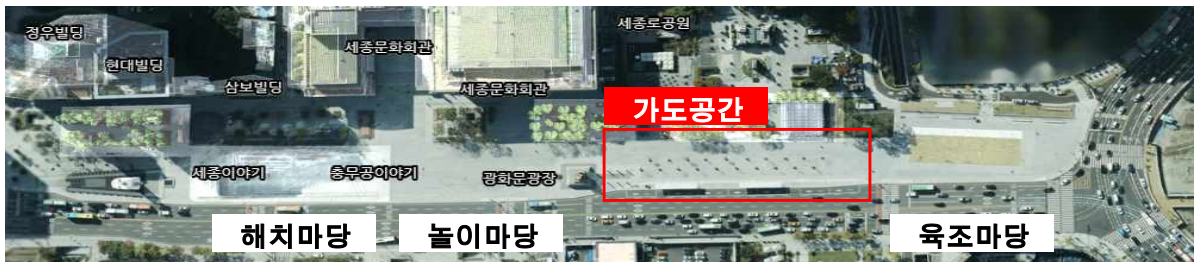 정우빌딩
현대빌딩
삼보빌딩
세종문화회관
세종문화회관
세종로공원
가도공간
세종이야기
충무공이야기
광화문광장
해치마당
놀이마당
육조마당